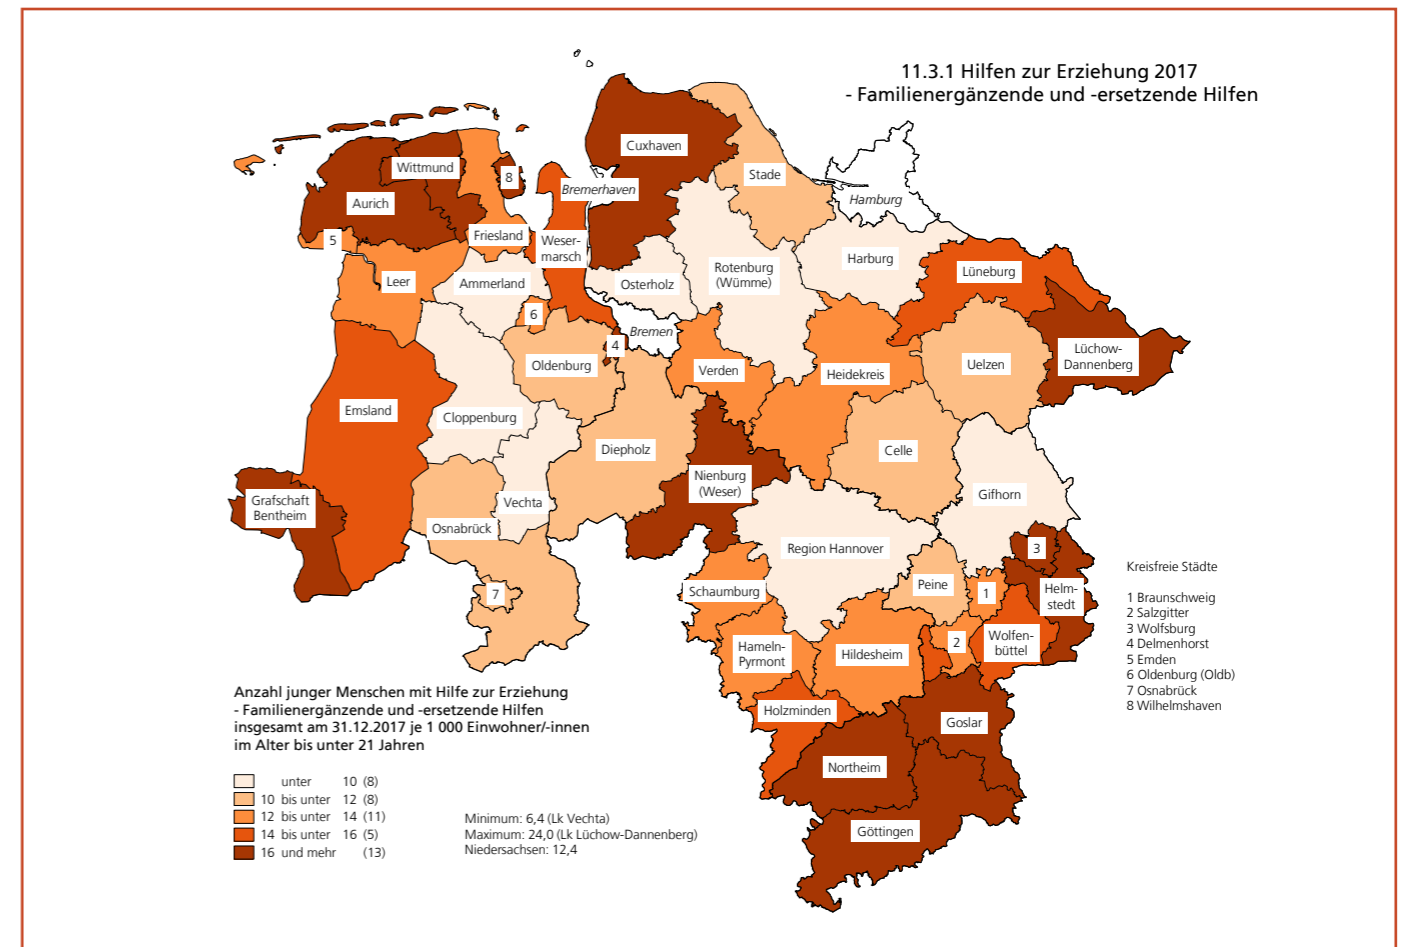 11.3.1 Hilfen zur Erziehung 2017
- Familienergänzende und -ersetzende Hilfen
Cuxhaven
Wittmund
8
Stade
Bremerhaven
Aurich
Hamburg
5
Friesland
Weser-
marsch
Harburg
Lüneburg
Leer
Ammerland
Osterholz
Rotenburg
(Wümme)
6
Bremen
4
Oldenburg
Verden
Heidekreis
Uelzen
Lüchow-
Dannenberg
Emsland
Cloppenburg
Diepholz
Celle
Nienburg
(Weser)
Gifhorn
Grafschaft
Bentheim
Vechta
Osnabrück
Region Hannover
3
7
Schaumburg
Peine
1
Helm-
stedt
Hameln-
Pyrmont
Hildesheim
2
Wolfen-
büttel
Holzminden
Goslar
Northeim
Göttingen
Kreisfreie Städte
1 Braunschweig
2 Salzgitter
3 Wolfsburg
4 Delmenhorst
5 Emden
6 Oldenburg (Oldb)
7 Osnabrück
8 Wilhelmshaven
Anzahl junger Menschen mit Hilfe zur Erziehung
- Familienergänzende und -ersetzende Hilfen
insgesamt am 31.12.2017 je 1 000 Einwohner/-innen
im Alter bis unter 21 Jahren
unter 10 (8)
10 bis unter 12 (8)
12 bis unter 14 (11)
14 bis unter 16 (5)
16 und mehr (13)
Minimum: 6,4 (Lk Vechta)
Maximum: 24,0 (Lk Lüchow-Dannenberg)
Niedersachsen: 12,4